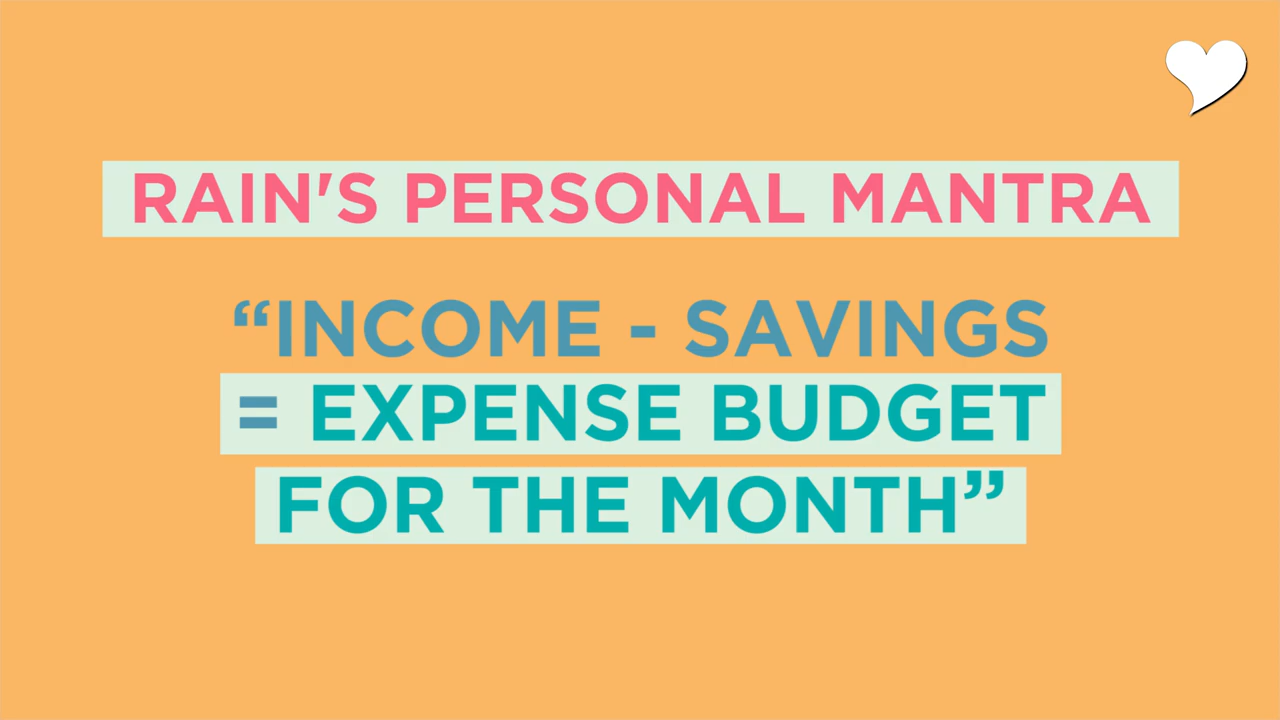 RAIN'S PERSONAL MANTRA
“INCOME - SAVINGS
= EXPENSE BUDGET
FOR THE MONTH”